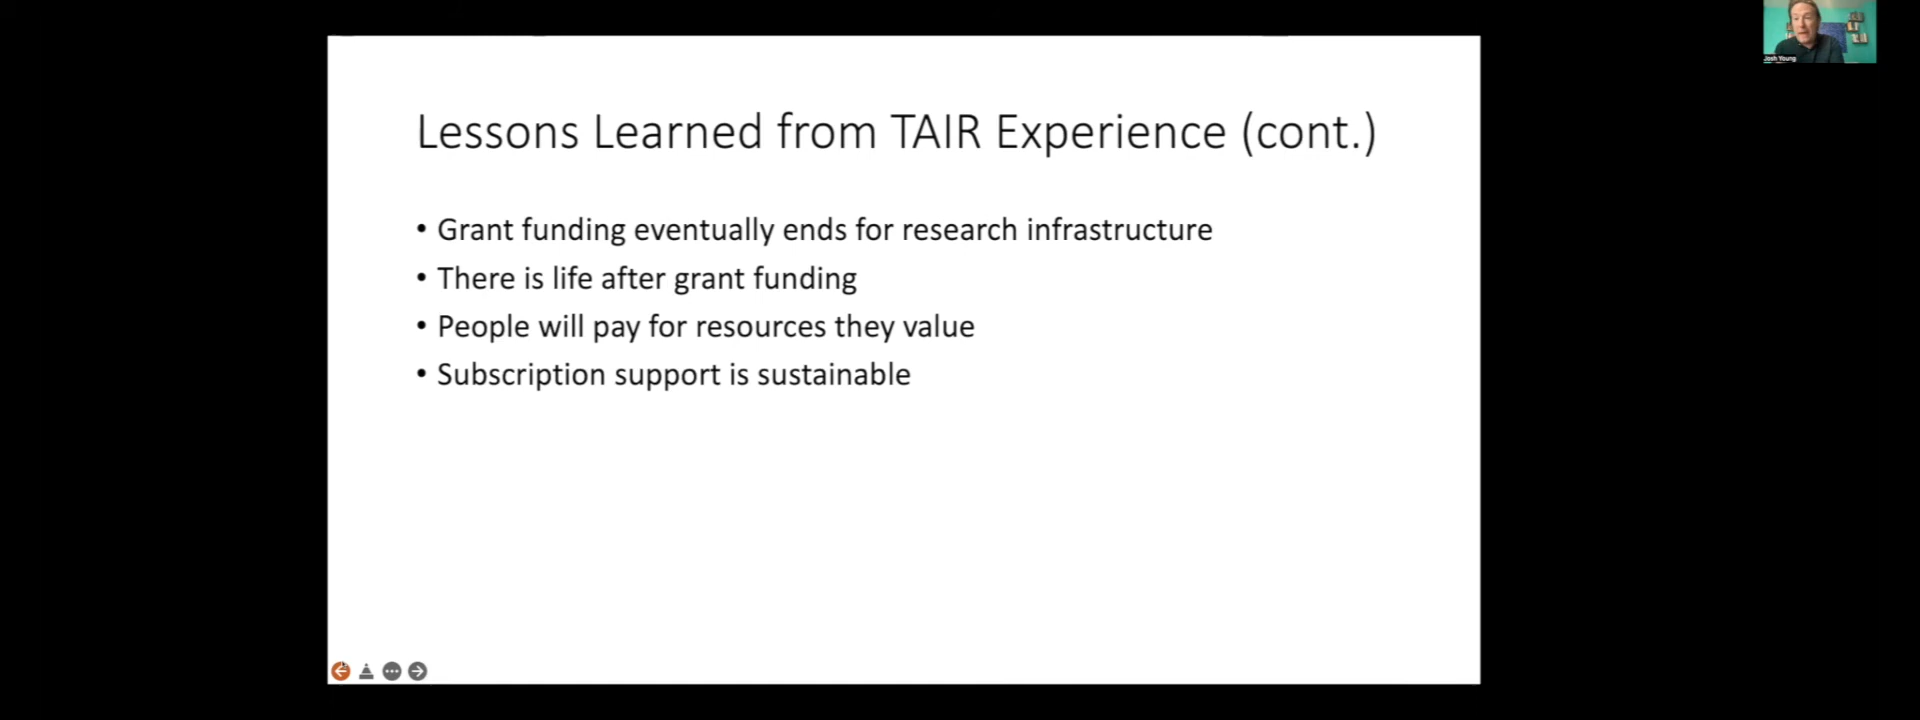 Lessons Learned from TAIR Experience (cont.)
• Grant funding eventually ends for research infrastructure
• There is life after grant funding
• People will pay for resources they value
• Subscription support is sustainable
Josh Young